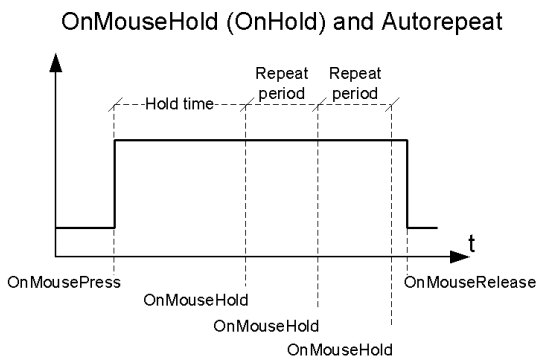 OnMouseHold (OnHold) and Autorepeat
Repeat period
Repeat period
Hold time
t
OnMousePress
OnMouseRelease
OnMouseHold
OnMouseHold
OnMouseHold